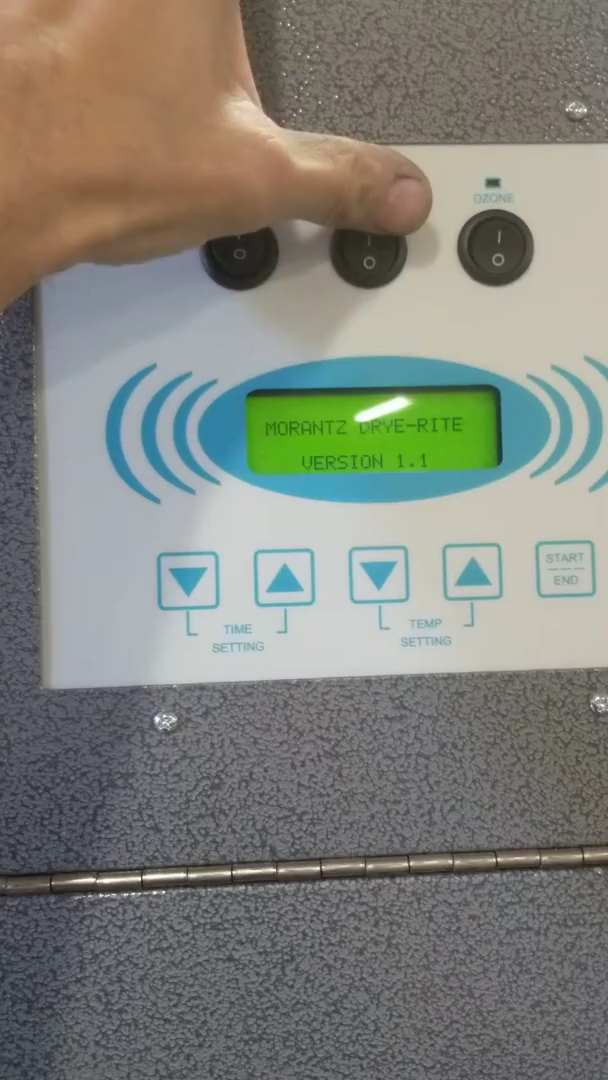 OZONE
MORANTZ DRYE-RITE
VERSION 1.1
TIME
SETTING
TEMP
SETTING
START
END